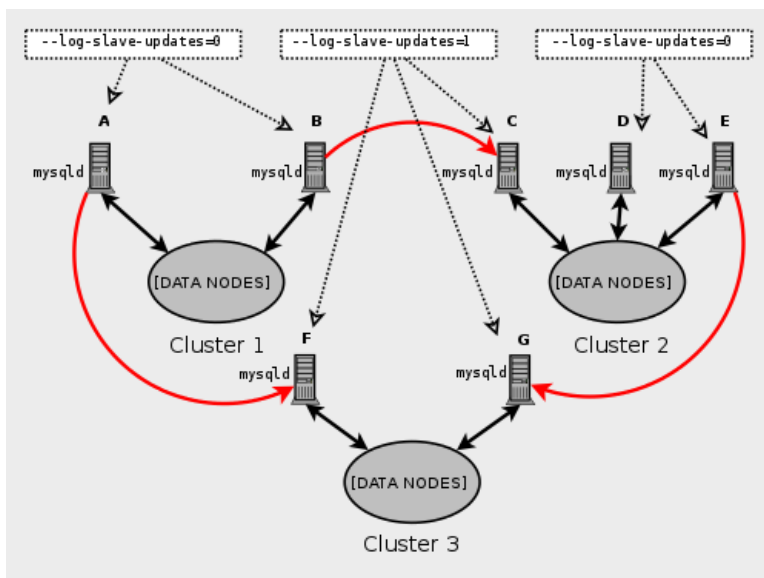 --log-slave-updates=0
--log-slave-updates=1
--log-slave-updates=0
A
B
C
D
E
mysqld
mysqld
mysqld
mysqld
mysqld
[DATA NODES]
[DATA NODES]
Cluster 1
Cluster 2
F
G
mysqld
mysqld
[DATA NODES]
Cluster 3